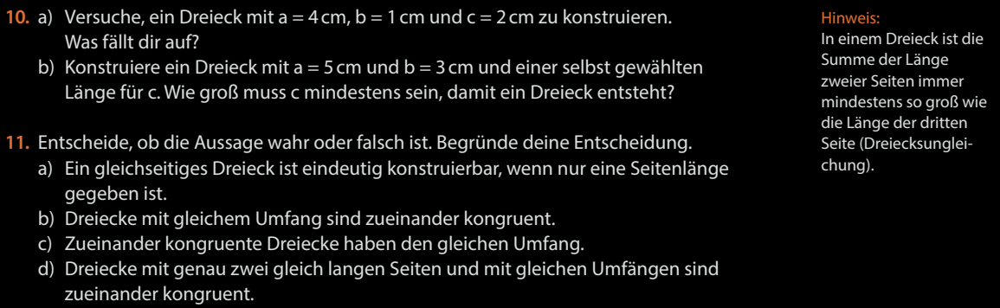 10. a) Versuche, ein Dreieck mit a = 4 cm, b = 1 cm und c = 2 cm zu konstruieren.
Was fällt dir auf?
b) Konstruiere ein Dreieck mit a = 5 cm und b = 3 cm und einer selbst gewählten
Länge für c. Wie groß muss c mindestens sein, damit ein Dreieck entsteht?
11. Entscheide, ob die Aussage wahr oder falsch ist. Begründe deine Entscheidung.
a) Ein gleichseitiges Dreieck ist eindeutig konstruierbar, wenn nur eine Seitenlänge
gegeben ist.
b) Dreiecke mit gleichem Umfang sind zueinander kongruent.
c) Zueinander kongruente Dreiecke haben den gleichen Umfang.
d) Dreiecke mit genau zwei gleich langen Seiten und mit gleichen Umfängen sind
zueinander kongruent.
Hinweis:
In einem Dreieck ist die
Summe der Länge
zweier Seiten immer
mindestens so groß wie
die Länge der dritten
Seite (Dreiecksunglei-
chung).